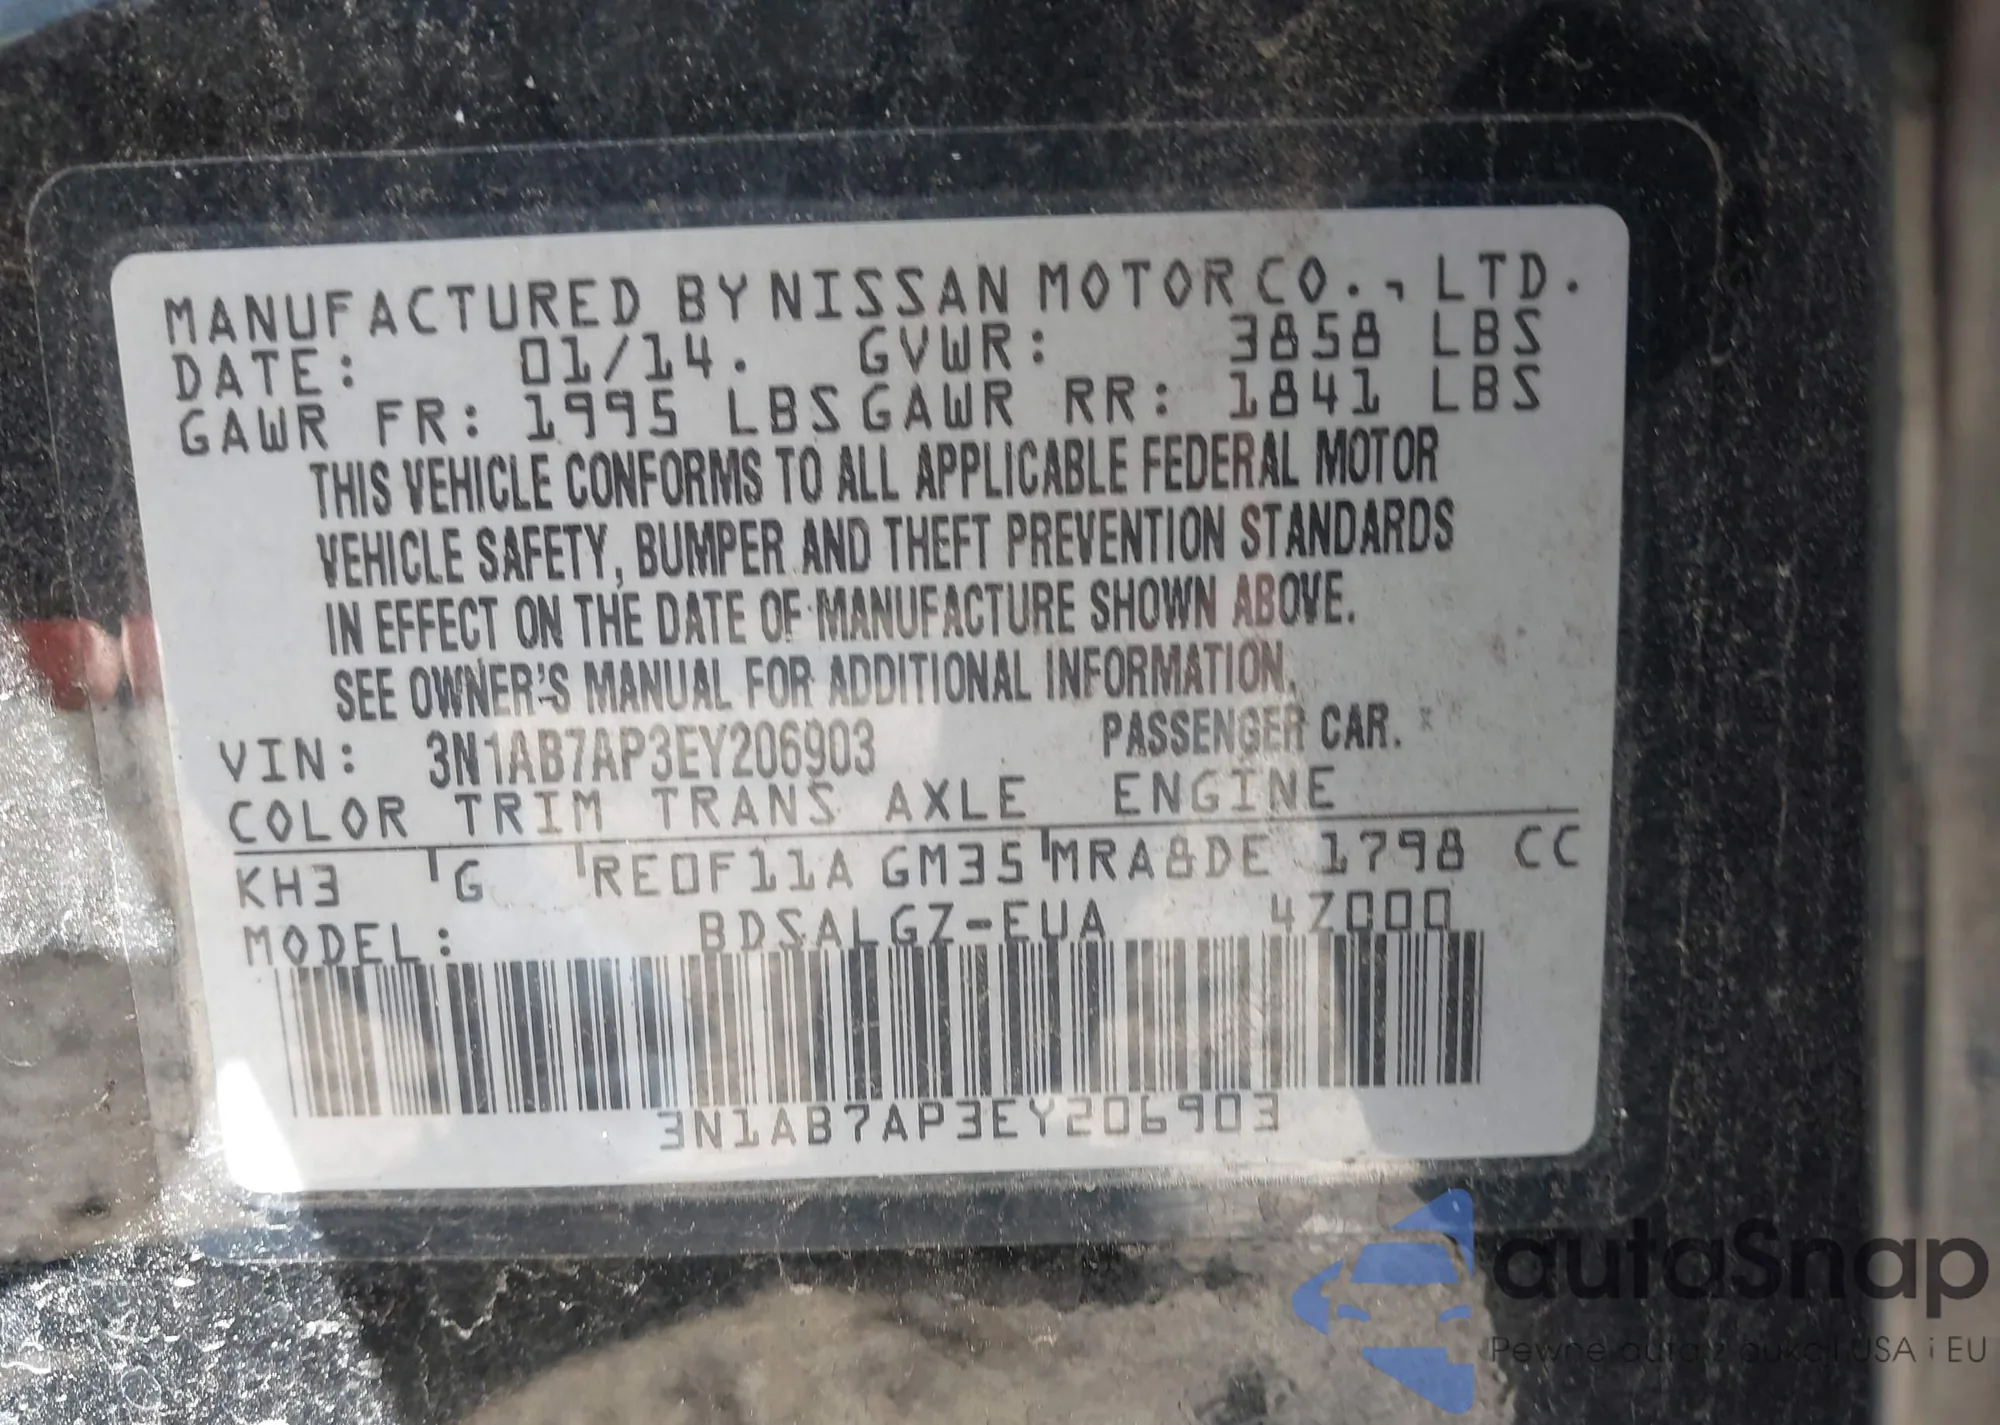 MANUFACTURED BY NISSAN MOTOR CO., LTD.
DATE: 01/14. GVWR: 3858 LBS
GAWR FR: 1995 LBS GAWR RR: 1841 LBS
THIS VEHICLE CONFORMS TO ALL APPLICABLE FEDERAL MOTOR
VEHICLE SAFETY, BUMPER AND THEFT PREVENTION STANDARDS
IN EFFECT ON THE DATE OF MANUFACTURE SHOWN ABOVE.
SEE OWNER'S MANUAL FOR ADDITIONAL INFORMATION.
VIN: 3N1AB7AP3EY206903 PASSENGER CAR.
COLOR TRIM TRANS AXLE ENGINE
KH3 G RE0F11A GM35 MRA8DE 1798 CC
MODEL: BDSALGZ-EUA 4Z000
3N1AB7AP3EY206903
autaSnap
Pewne auta z aukcji USA i EU